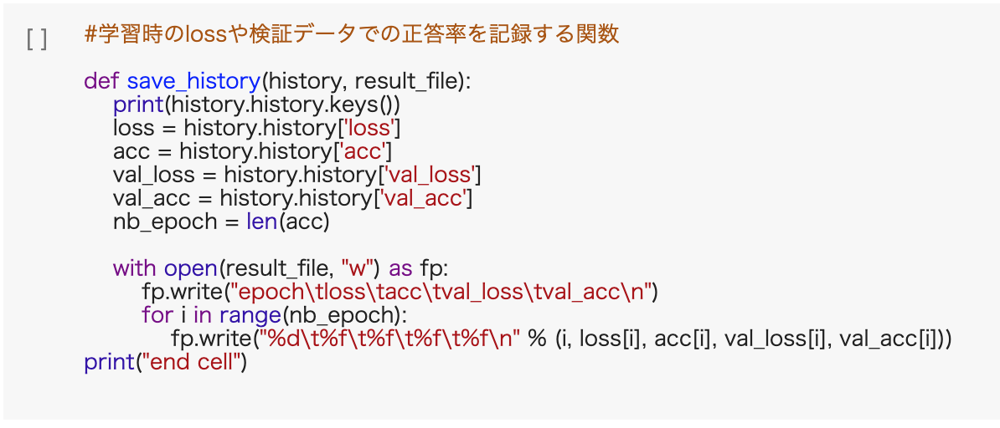 [ ]
#学習時のlossや検証データでの正答率を記録する関数
def save_history(history, result_file):
    print(history.history.keys())
    loss = history.history['loss']
    acc = history.history['acc']
    val_loss = history.history['val_loss']
    val_acc = history.history['val_acc']
    nb_epoch = len(acc)
    with open(result_file, "w") as fp:
        fp.write("epoch\tloss\tacc\tval_loss\tval_acc\n")
        for i in range(nb_epoch):
            fp.write("%d\t%f\t%f\t%f\t%f\n" % (i, loss[i], acc[i], val_loss[i], val_acc[i]))
print("end cell")